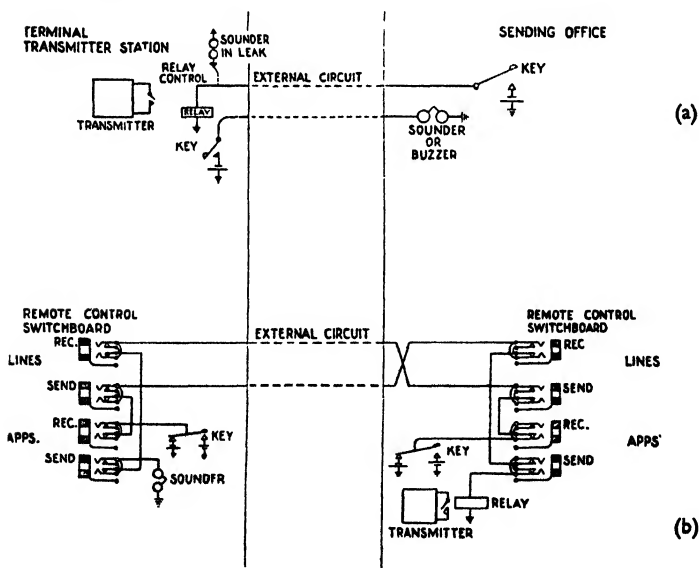 TERMINAL
TRANSMITTER STATION
SOUNDER
IN LEAK
SENDING OFFICE
RELAY
CONTROL
EXTERNAL CIRCUIT
KEY
RELAY
TRANSMITTER
KEY
SOUNDER
OR
BUZZER
(a)
REMOTE CONTROL
SWITCHBOARD
EXTERNAL CIRCUIT
REMOTE CONTROL
SWITCHBOARD
REC.
REC
LINES
LINES
SEND
SEND
REC.
REC.
APPS.
KEY
KEY
APPS'
SEND
SOUNDFR
SEND
RELAY
TRANSMITTER
(b)